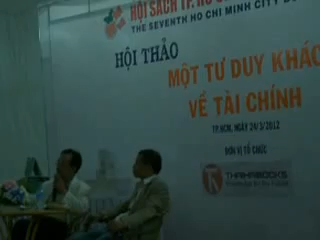 HỘI SÁCH TP. HỒ
THE SEVENTH HO CHI MINH CITY
HỘI THẢO
MỘT TƯ DUY KHÁC
VỀ TÀI CHÍNH
TP.HCM, NGÀY 24/3/2012
ĐƠN VỊ TỔ CHỨC
THAIHABOOKS